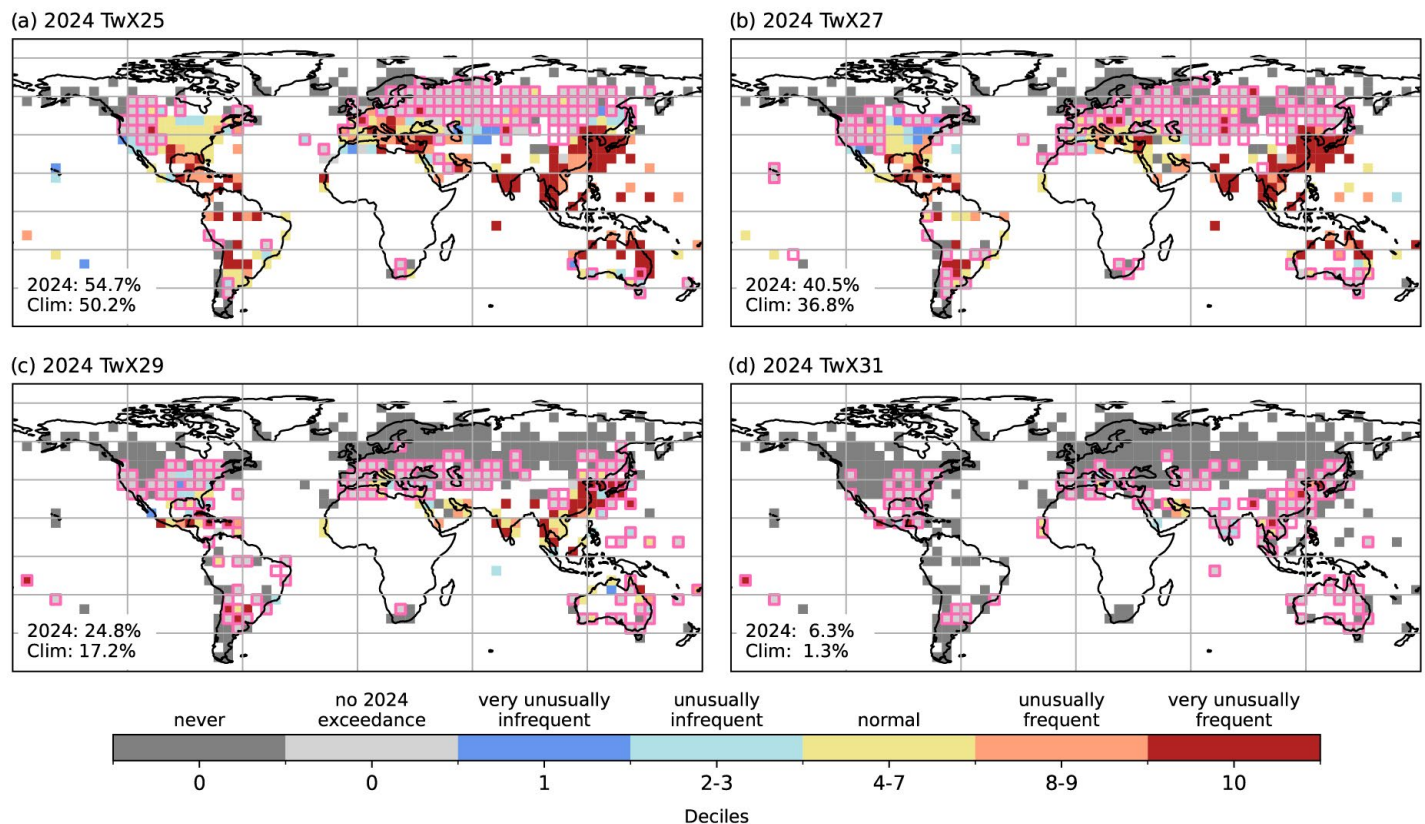 (a) 2024 TwX25
(b) 2024 TwX27
2024: 54.7%
Clim: 50.2%
2024: 40.5%
Clim: 36.8%
(c) 2024 TwX29
(d) 2024 TwX31
2024: 24.8%
Clim: 17.2%
2024: 6.3%
Clim: 1.3%
never
no 2024
exceedance
very unusually
infrequent
unusually
infrequent
normal
unusually
frequent
very unusually
frequent
0
0
1
2-3
4-7
8-9
10
Deciles